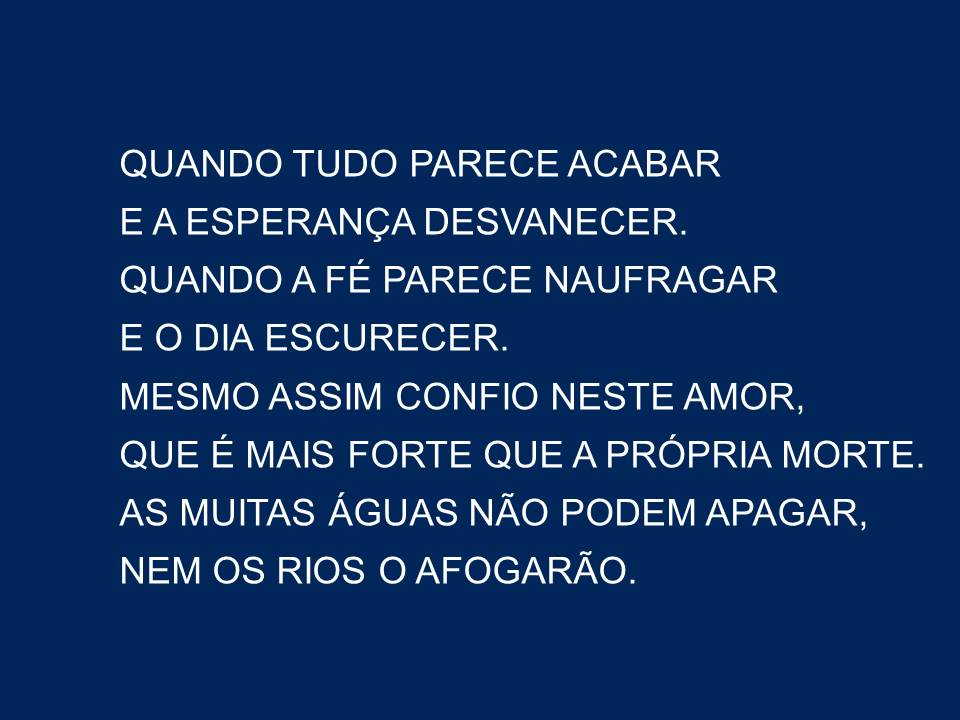 QUANDO TUDO PARECE ACABAR
E A ESPERANÇA DESVANECER.
QUANDO A FÉ PARECE NAUFRAGAR
E O DIA ESCURECER.
MESMO ASSIM CONFIO NESTE AMOR,
QUE É MAIS FORTE QUE A PRÓPRIA MORTE.
AS MUITAS ÁGUAS NÃO PODEM APAGAR,
NEM OS RIOS O AFOGARÃO.